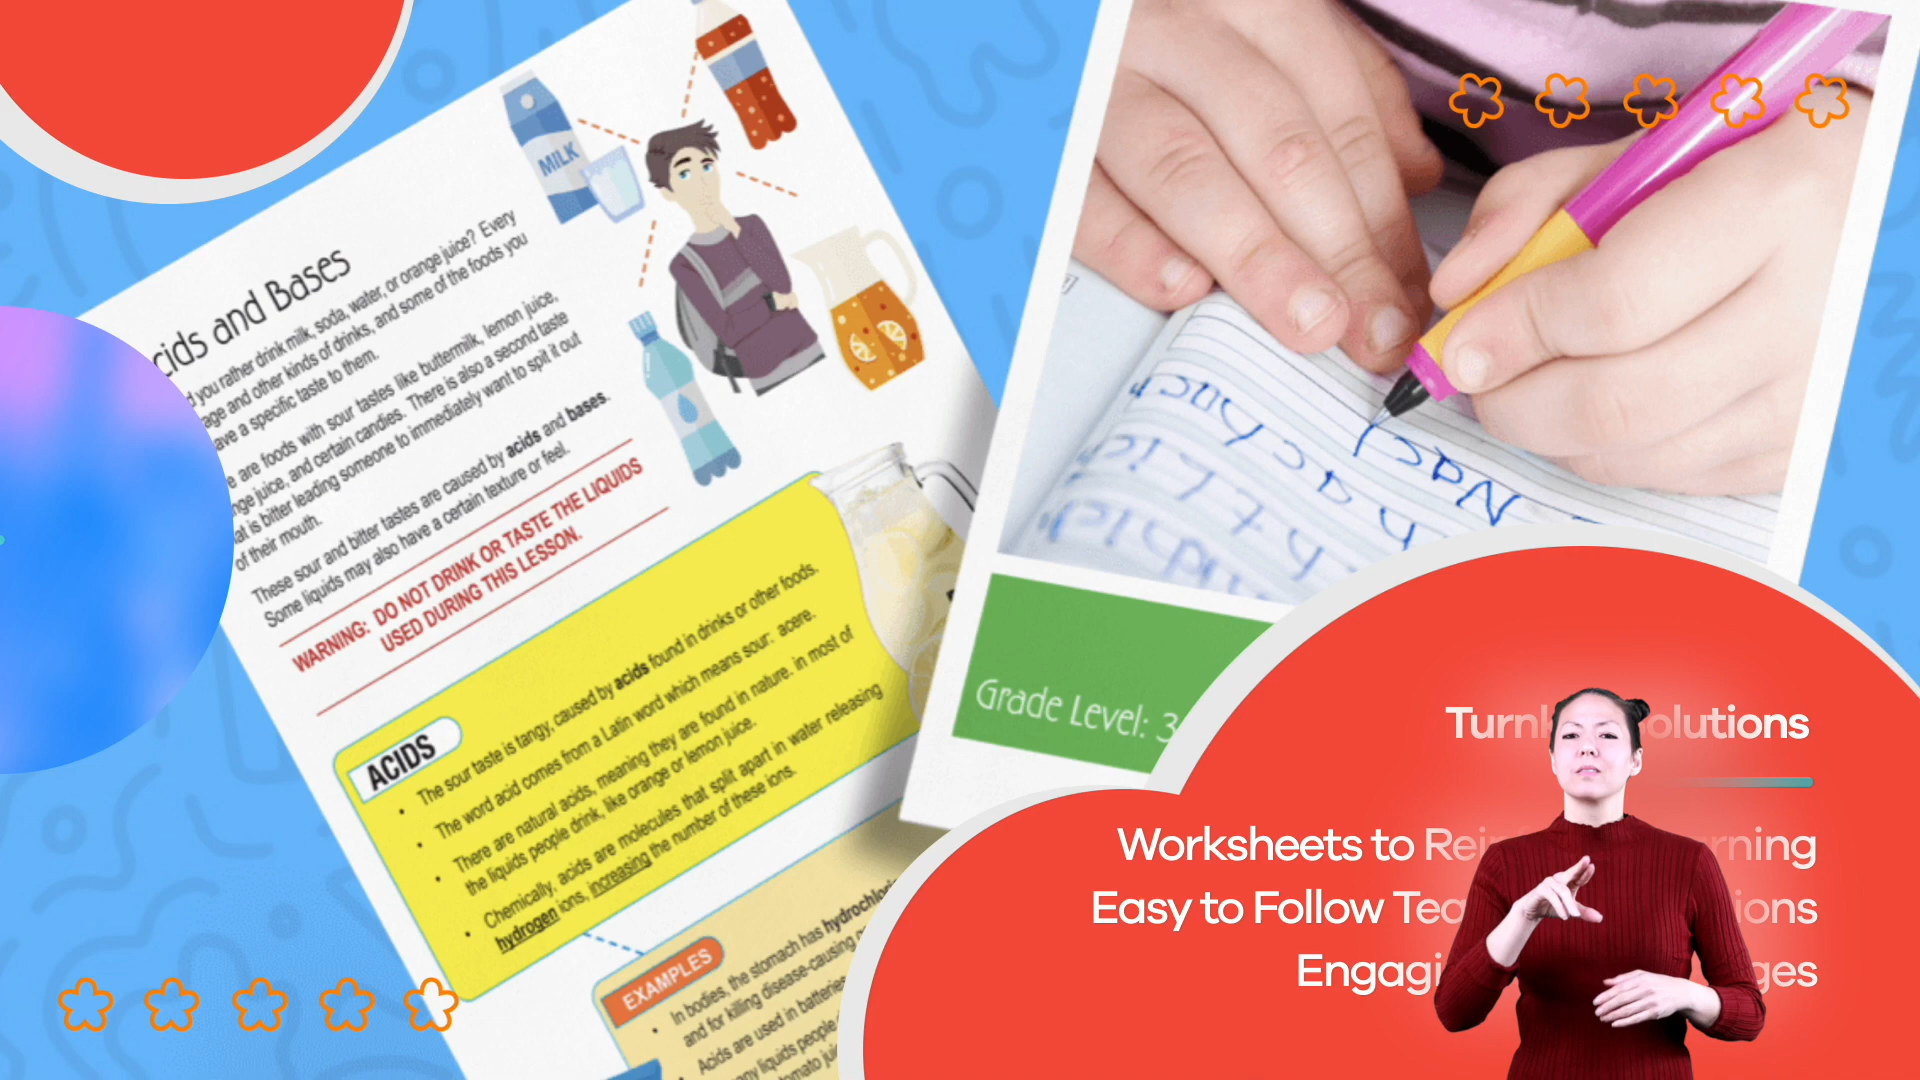 MILK
cids and Bases
you rather drink milk, soda, water, or orange juice? Every
age and other kinds of drinks, and some of the foods you
ave a specific taste to them.
are foods with sour tastes like buttermilk, lemon juice,
nge juice, and certain candies. There is also a second taste
at is bitter leading someone to immediately want to spit it out
of their mouth.
These sour and bitter tastes are caused by acids and bases.
Some liquids may also have a certain texture or feel.
WARNING: DO NOT DRINK OR TASTE THE LIQUIDS
USED DURING THIS LESSON.
ACIDS
• The sour taste is tangy, caused by acids found in drinks or other foods.
• The word acid comes from a Latin word which means sour: acere.
• There are natural acids, meaning they are found in nature. in most of
the liquids people drink, like orange or lemon juice.
• Chemically, acids are molecules that split apart in water releasing
hydrogen ions, increasing the number of these ions.
EXAMPLES
• In bodies, the stomach has hydrochlori
and for killing disease-causing
• Acids are used in batteries
any liquids people
tomato jui
Grade Level: 3
Turn olutions
Worksheets to Rei rning
Easy to Follow Tea ions
Engagi ges